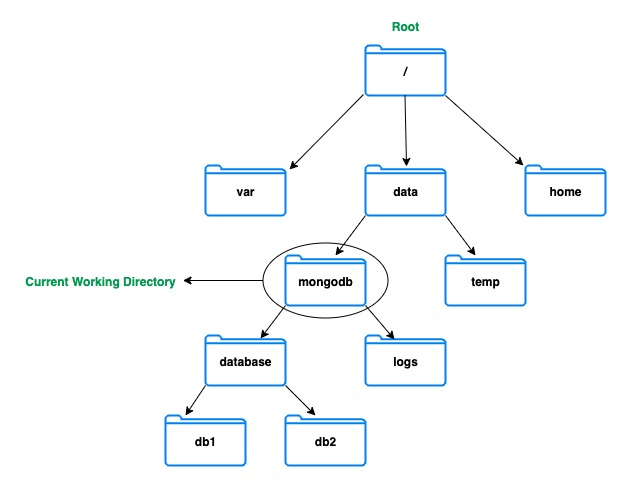 Root
/
var
data
home
Current Working Directory
mongodb
temp
database
logs
db1
db2